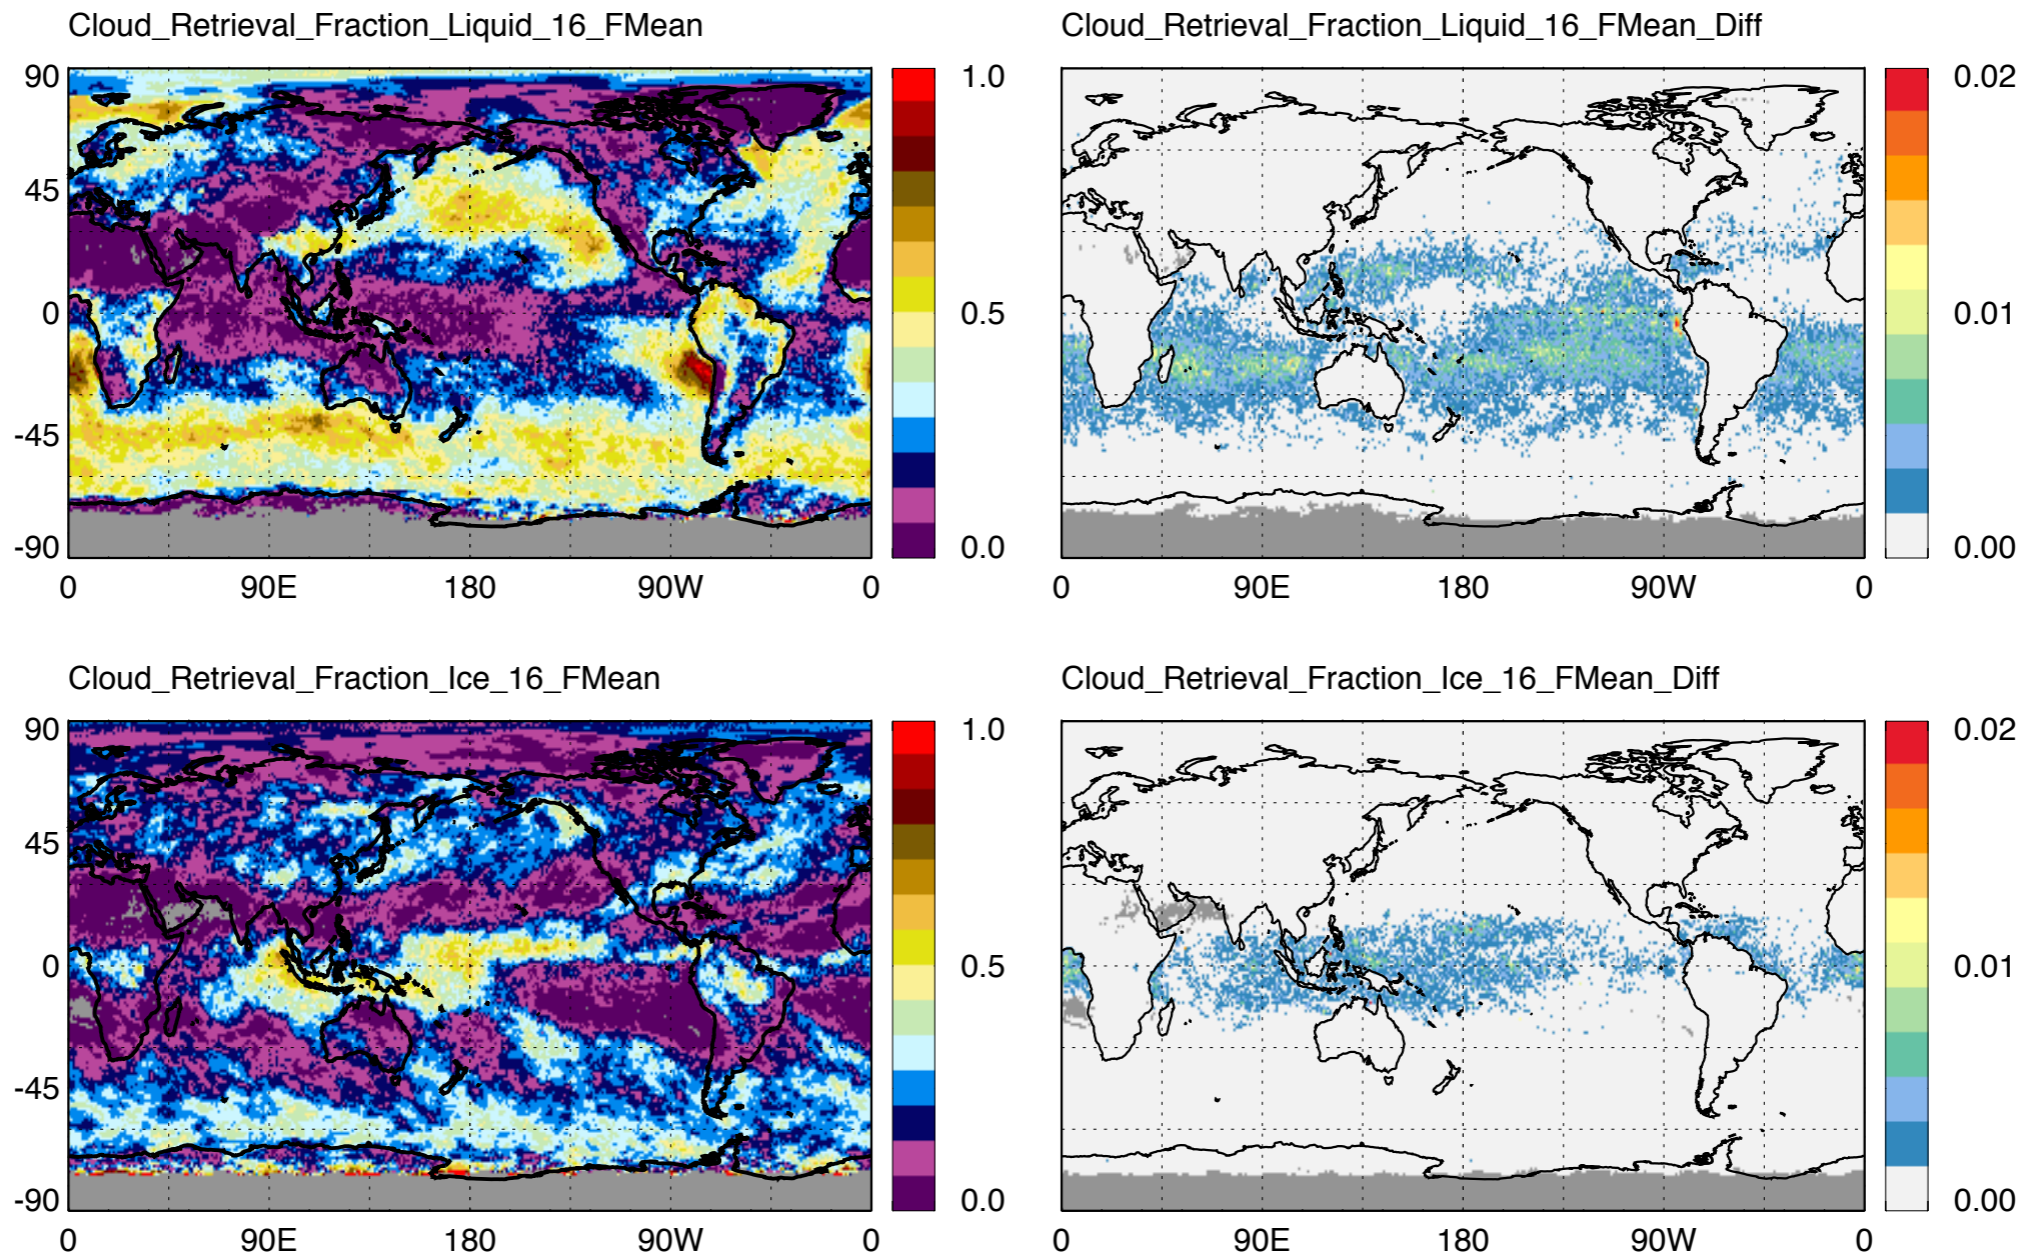 Cloud_Retrieval_Fraction_Liquid_16_FMean
90
45
0
-45
-90
0 90E 180 90W 0
1.0
0.5
0.0
Cloud_Retrieval_Fraction_Liquid_16_FMean_Diff
0 90E 180 90W 0
0.02
0.01
0.00
Cloud_Retrieval_Fraction_Ice_16_FMean
90
45
0
-45
-90
0 90E 180 90W 0
1.0
0.5
0.0
Cloud_Retrieval_Fraction_Ice_16_FMean_Diff
0 90E 180 90W 0
0.02
0.01
0.00